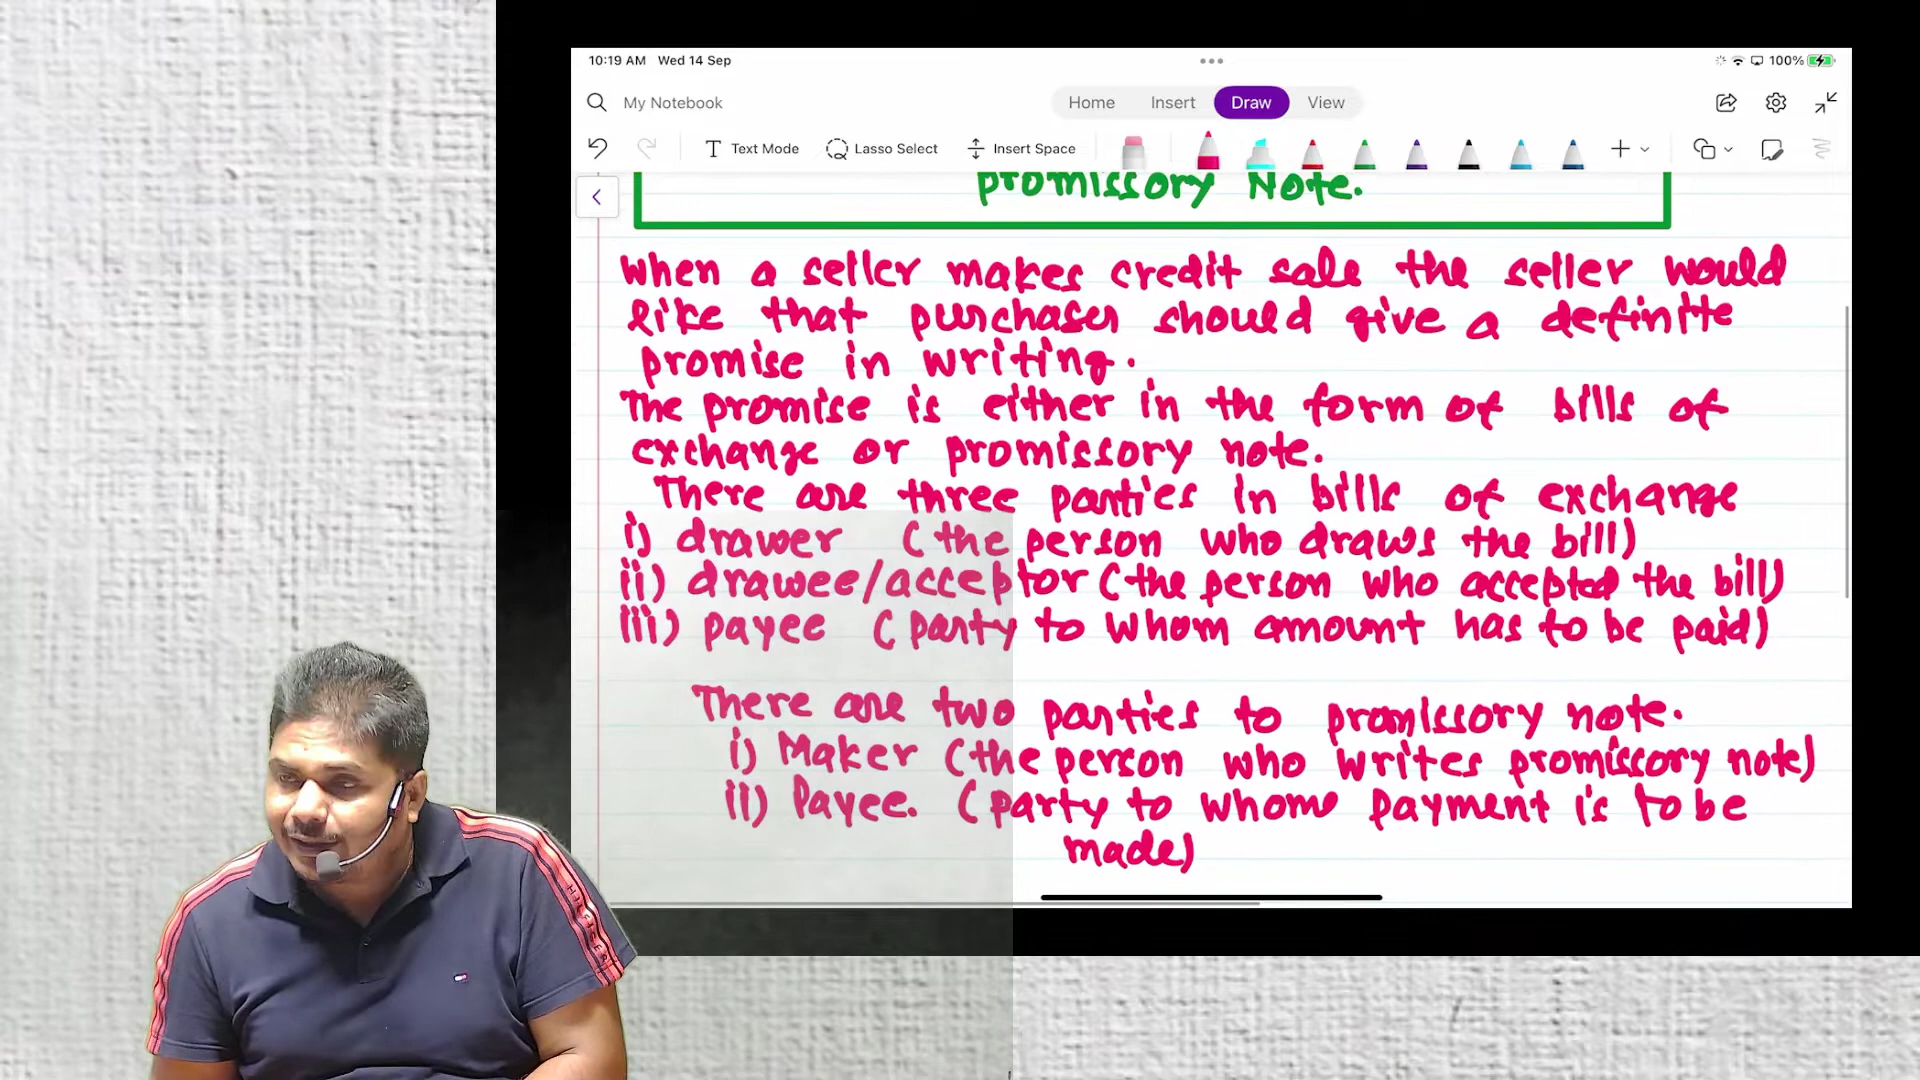 10:19 AM Wed 14 Sep
100%
My Notebook
Home Insert Draw View
Text Mode Lasso Select Insert Space
promissory Note.
When a seller makes credit sale the seller would
like that purchaser should give a definite
promise in writing.
The promise is either in the form of bills of
exchange or promissory note.
There are three parties in bills of exchange
i) drawer (the person who draws the bill)
ii) drawee/acceptor (the person who accepted the bill)
iii) payee (party to whom amount has to be paid)
There are two parties to promissory note.
i) Maker (the person who writes promissory note)
ii) Payee. (party to whome payment is to be
made)